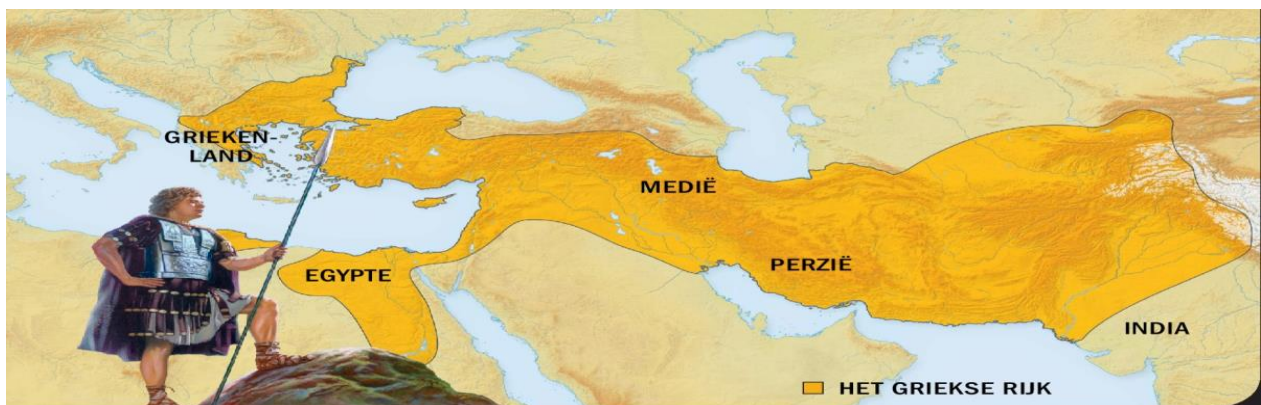 GRIEKEN-
LAND
MEDIË
EGYPTE
PERZIË
INDIA
HET GRIEKSE RIJK